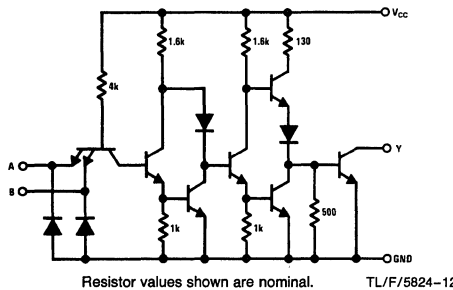 VCC
1.6k
1.6k
130
4k
A
B
Y
1k
1k
500
GND
Resistor values shown are nominal.
TL/F/5824-12